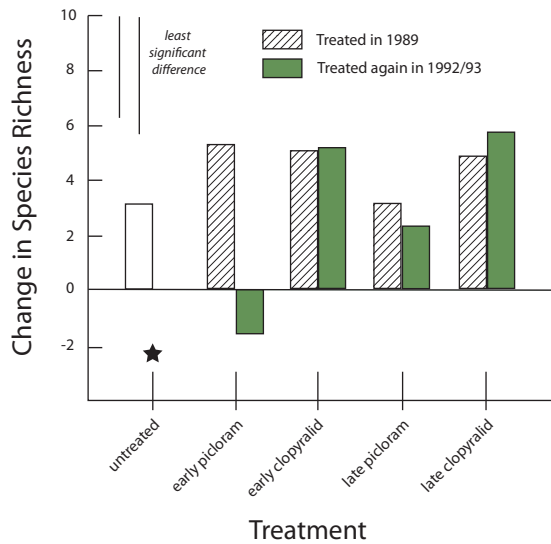 10
8
6
4
2
0
-2
Change in Species Richness
least
significant
difference
Treated in 1989
Treated again in 1992/93
untreated
early picloram
early clopyralid
late picloram
late clopyralid
Treatment